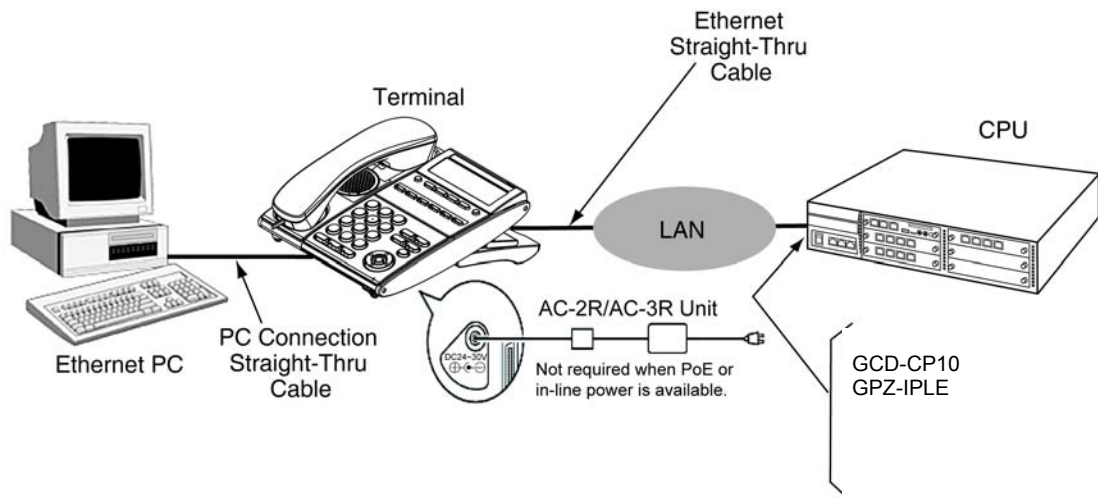 Ethernet
Straight-Thru
Cable
Terminal
CPU
LAN
AC-2R/AC-3R Unit
PC Connection
Straight-Thru
Cable
Ethernet PC
DC24~30V
Not required when PoE or
in-line power is available.
GCD-CP10
GPZ-IPLE